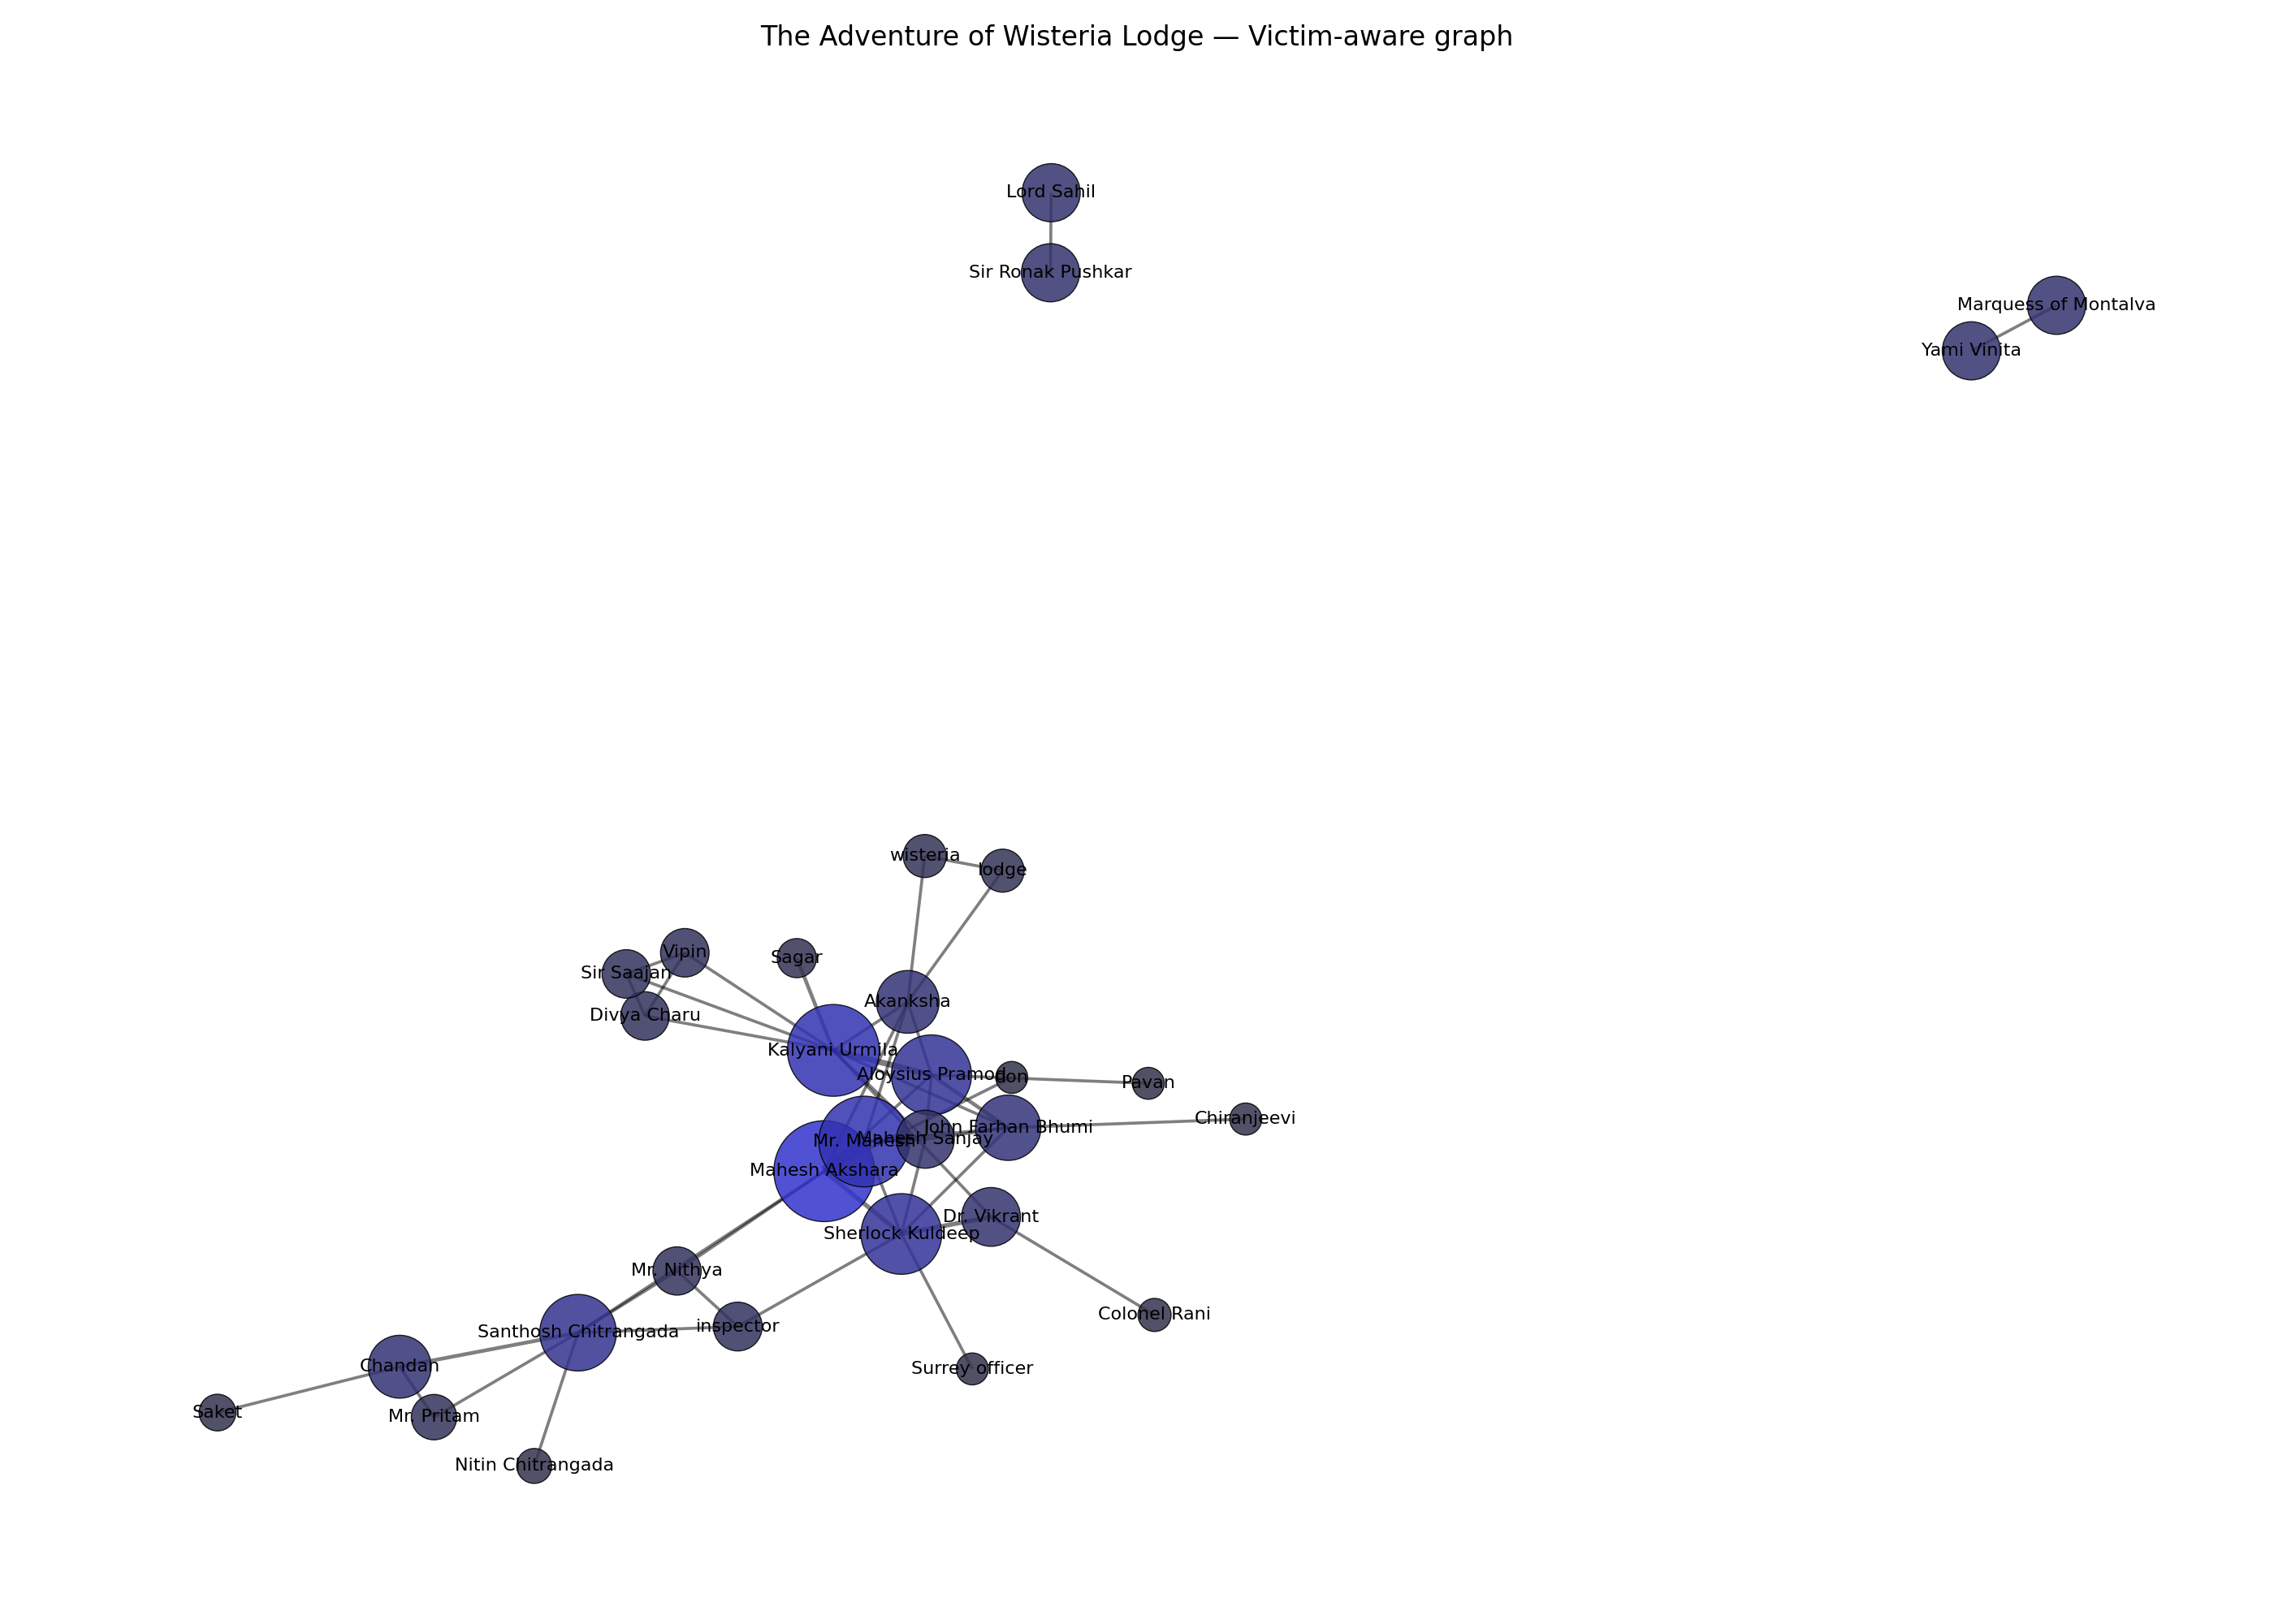 The Adventure of Wisteria Lodge — Victim-aware graph
Lord Sahil
Sir Ronak Pushkar
Marquess of Montalva
Yami Vinita
wisteria
lodge
Vipin
Sagar
Sir Saajan
Akanksha
Divya Charu
Kalyani Urmila
Aloysius Pramod
don
Pavan
Chiranjeevi
John Farhan Bhumi
Mr. Mahesh
Mahesh Sanjay
Mahesh Akshara
Dr. Vikrant
Sherlock Kuldeep
Mr. Nithya
Colonel Rani
inspector
Santhosh Chitrangada
Chandan
Surrey officer
Saket
Mr. Pritam
Nitin Chitrangada